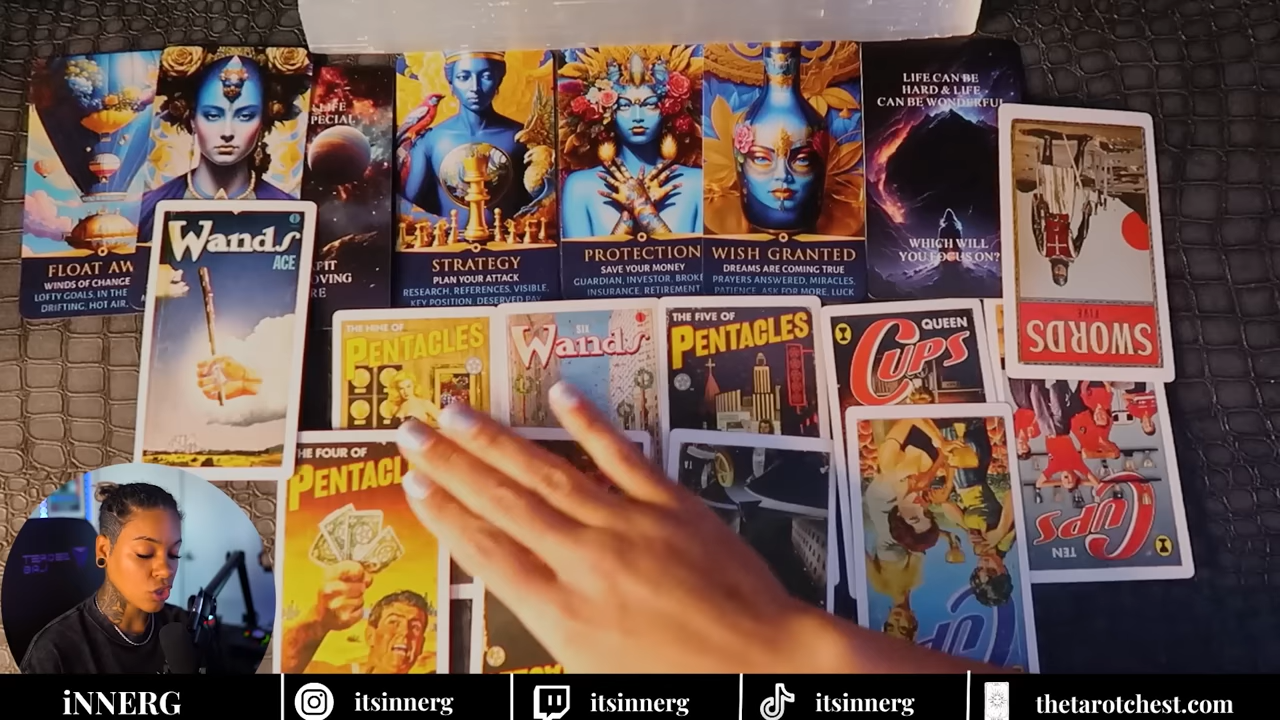 FLOAT AW
WINDS OF CHANGE
LOFTY GOALS, IN THE
DRIFTING, HOT AIR,
LIFE
PECIAL
OVING
RE
STRATEGY
PLAN YOUR ATTACK
RESEARCH, REFERENCES, VISIBLE,
KEY POSITION, DESERVED PAY
PROTECTION
SAVE YOUR MONEY
GUARDIAN, INVESTOR, BROKE
INSURANCE, RETIREMENT
WISH GRANTED
DREAMS ARE COMING TRUE
PRAYERS ANSWERED, MIRACLES,
PATIENCE, ASK FOR MORE, LUCK
LIFE CAN BE
HARD & LIFE
CAN BE WONDERFUL
WHICH WILL
YOU FOCUS ON?
Wands
ACE
FIVE
SWORDS
THE NINE OF
PENTACLES
SIX
Wands
THE FIVE OF
PENTACLES
QUEEN
CUPS
THE FOUR OF
PENTACL
CUPS
TEN
CUP
iNNERG
itsinnerg
itsinnerg
itsinnerg
thetarotchest.com